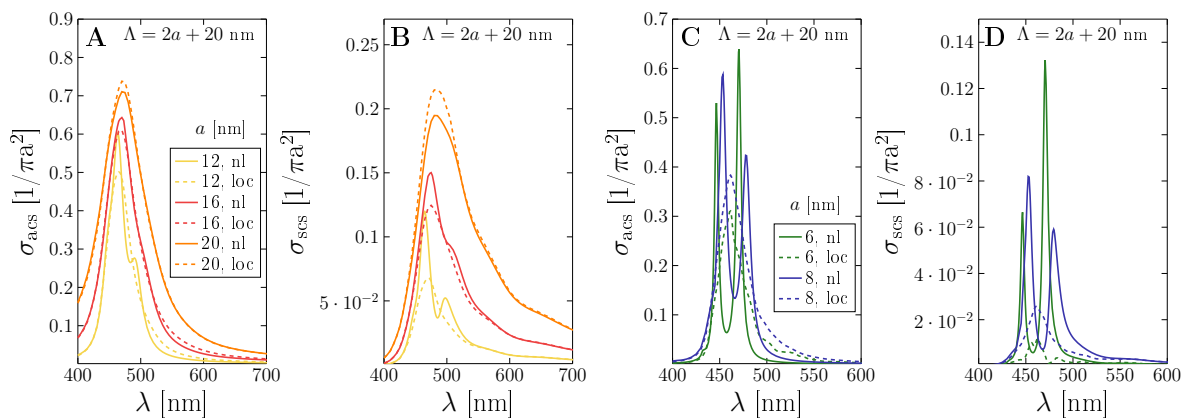 A Λ = 2a + 20 nm
0.9
0.8
0.7
0.6
0.5
0.4
0.3
0.2
0.1
σacs [1/πa²]
a [nm]
12, nl
12, loc
16, nl
16, loc
20, nl
20, loc
400 500 600 700
λ [nm]
B Λ = 2a + 20 nm
0.25
0.2
0.15
0.1
5 · 10⁻²
σscs [1/πa²]
400 500 600 700
λ [nm]
C Λ = 2a + 20 nm
0.7
0.6
0.5
0.4
0.3
0.2
0.1
σacs [1/πa²]
a [nm]
6, nl
6, loc
8, nl
8, loc
400 450 500 550 600
λ [nm]
D Λ = 2a + 20 nm
0.14
0.12
0.1
8 · 10⁻²
6 · 10⁻²
4 · 10⁻²
2 · 10⁻²
σscs [1/πa²]
400 450 500 550 600
λ [nm]